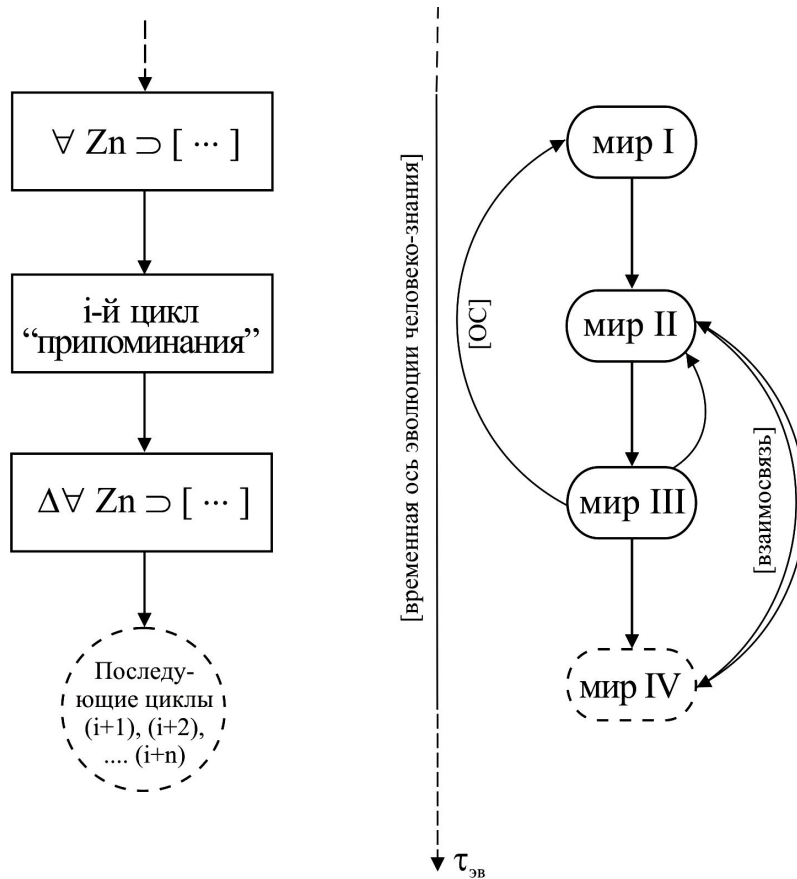 ∀ Zn ⊃ [ ··· ]
i-й цикл
“припоминания”
Δ∀ Zn ⊃ [ ··· ]
Последу-
ющие циклы
(i+1), (i+2),
.... (i+n)
[временная ось эволюции человеко-знания]
τэв
мир I
мир II
мир III
мир IV
[ОС]
[взаимосвязь]